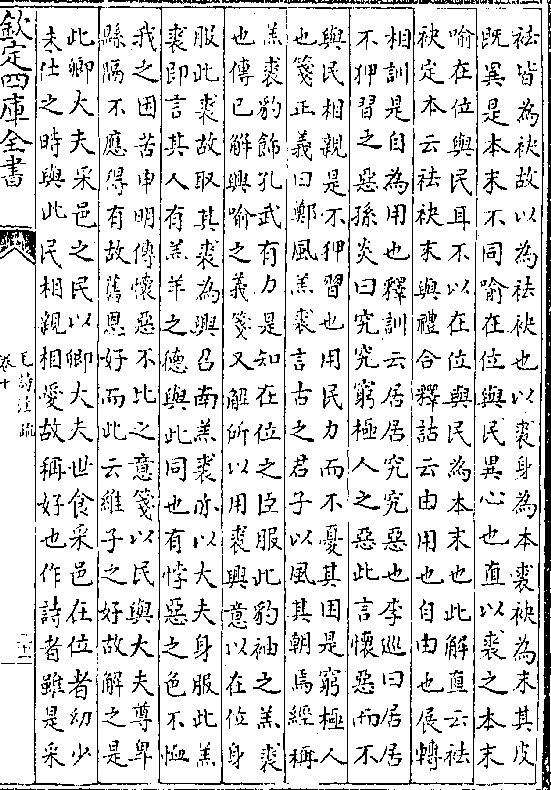 袪皆為袂故以為袪袂也以裘身為本裘袂為末其皮
既異是本末不同喻在位與民異心也直以裘之本末
喻在位與民耳不以在位與民為本末也此解直云袪
袂定本云袪袂末與禮合釋詁云由用也自由也展轉
相訓是自為用也釋訓云居居究究惡也李巡曰居居
不狎習之惡孫炎曰究究窮極人之惡此言懷惡而不
與民相親是不狎習也用民力而不憂其困是窮極人
也箋正義曰鄭風羔裘言古之君子以風其朝焉經稱
羔裘豹飾孔武有力是知在位之臣服此豹袖之羔裘
也傳已解興喻之義箋又解所以用裘興意以在位身
服此裘故取其裘為興召南羔裘亦以大夫身服此羔
裘即言其人有羔羊之德與此同也有悖惡之色不恤
我之困苦申明傳懷惡不比之意箋以民與大夫尊卑
縣隔不應得有故舊恩好而此云維子之好故解之是
此卿大夫采邑之民以卿大夫世食采邑在位者幼少
未仕之時與此民相親相愛故稱好也作詩者雖是采
欽定四庫全書
毛詩注疏
卷十